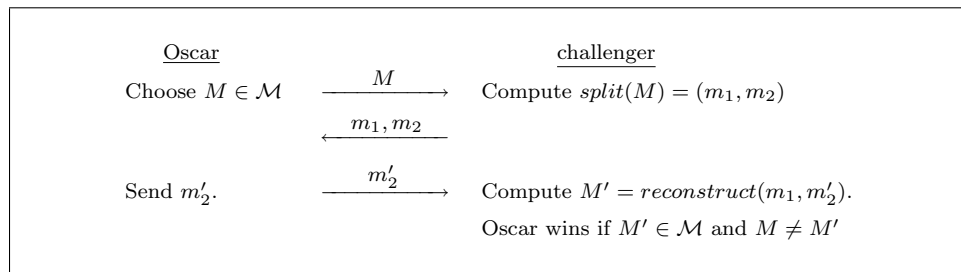 Oscar challenger
Choose M ∈ ℳ M Compute split(M) = (m₁, m₂)
m₁, m₂
Send m′₂. m′₂ Compute M′ = reconstruct(m₁, m′₂).
Oscar wins if M′ ∈ ℳ and M ≠ M′